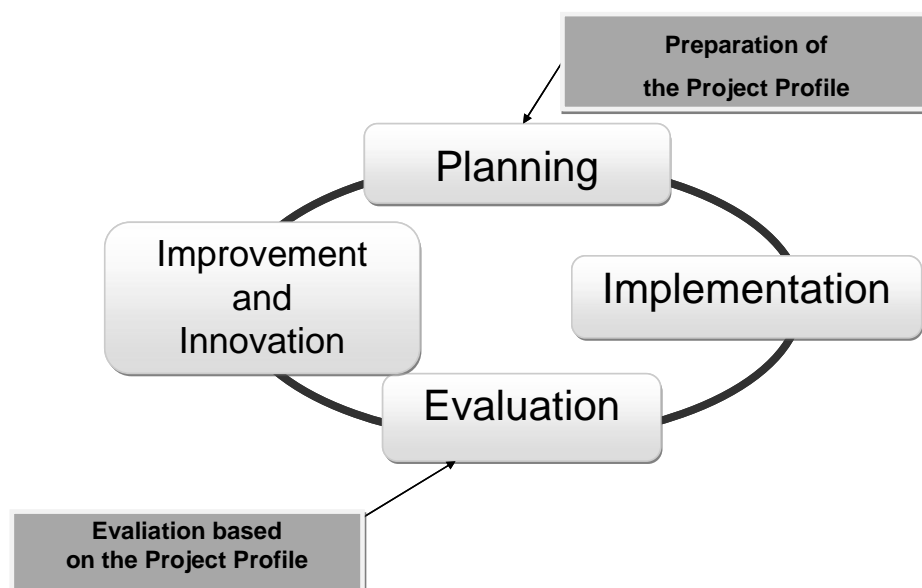 Preparation of
the Project Profile
Planning
Improvement
and
Innovation
Implementation
Evaluation
Evaliation based
on the Project Profile